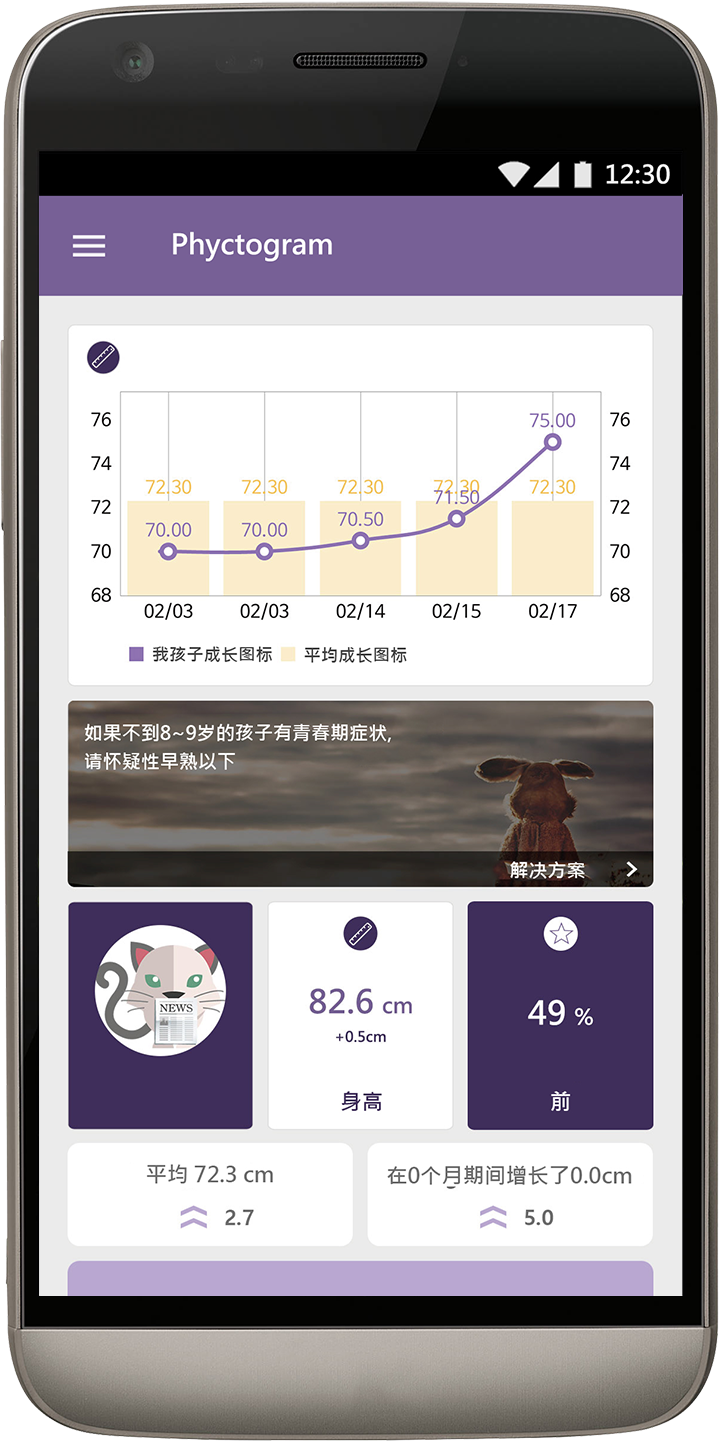 12:30
Phyctogram
76
74
72
70
68
76
74
72
70
68
72.30
72.30
72.30
72.30
72.30
70.00
70.00
70.50
71.50
75.00
02/03
02/03
02/14
02/15
02/17
我孩子成长图标
平均成长图标
如果不到8~9岁的孩子有青春期症状,
请怀疑性早熟以下
解决方案
NEWS
82.6 cm
+0.5cm
身高
49 %
前
平均 72.3 cm
2.7
在0个月期间增长了0.0cm
5.0